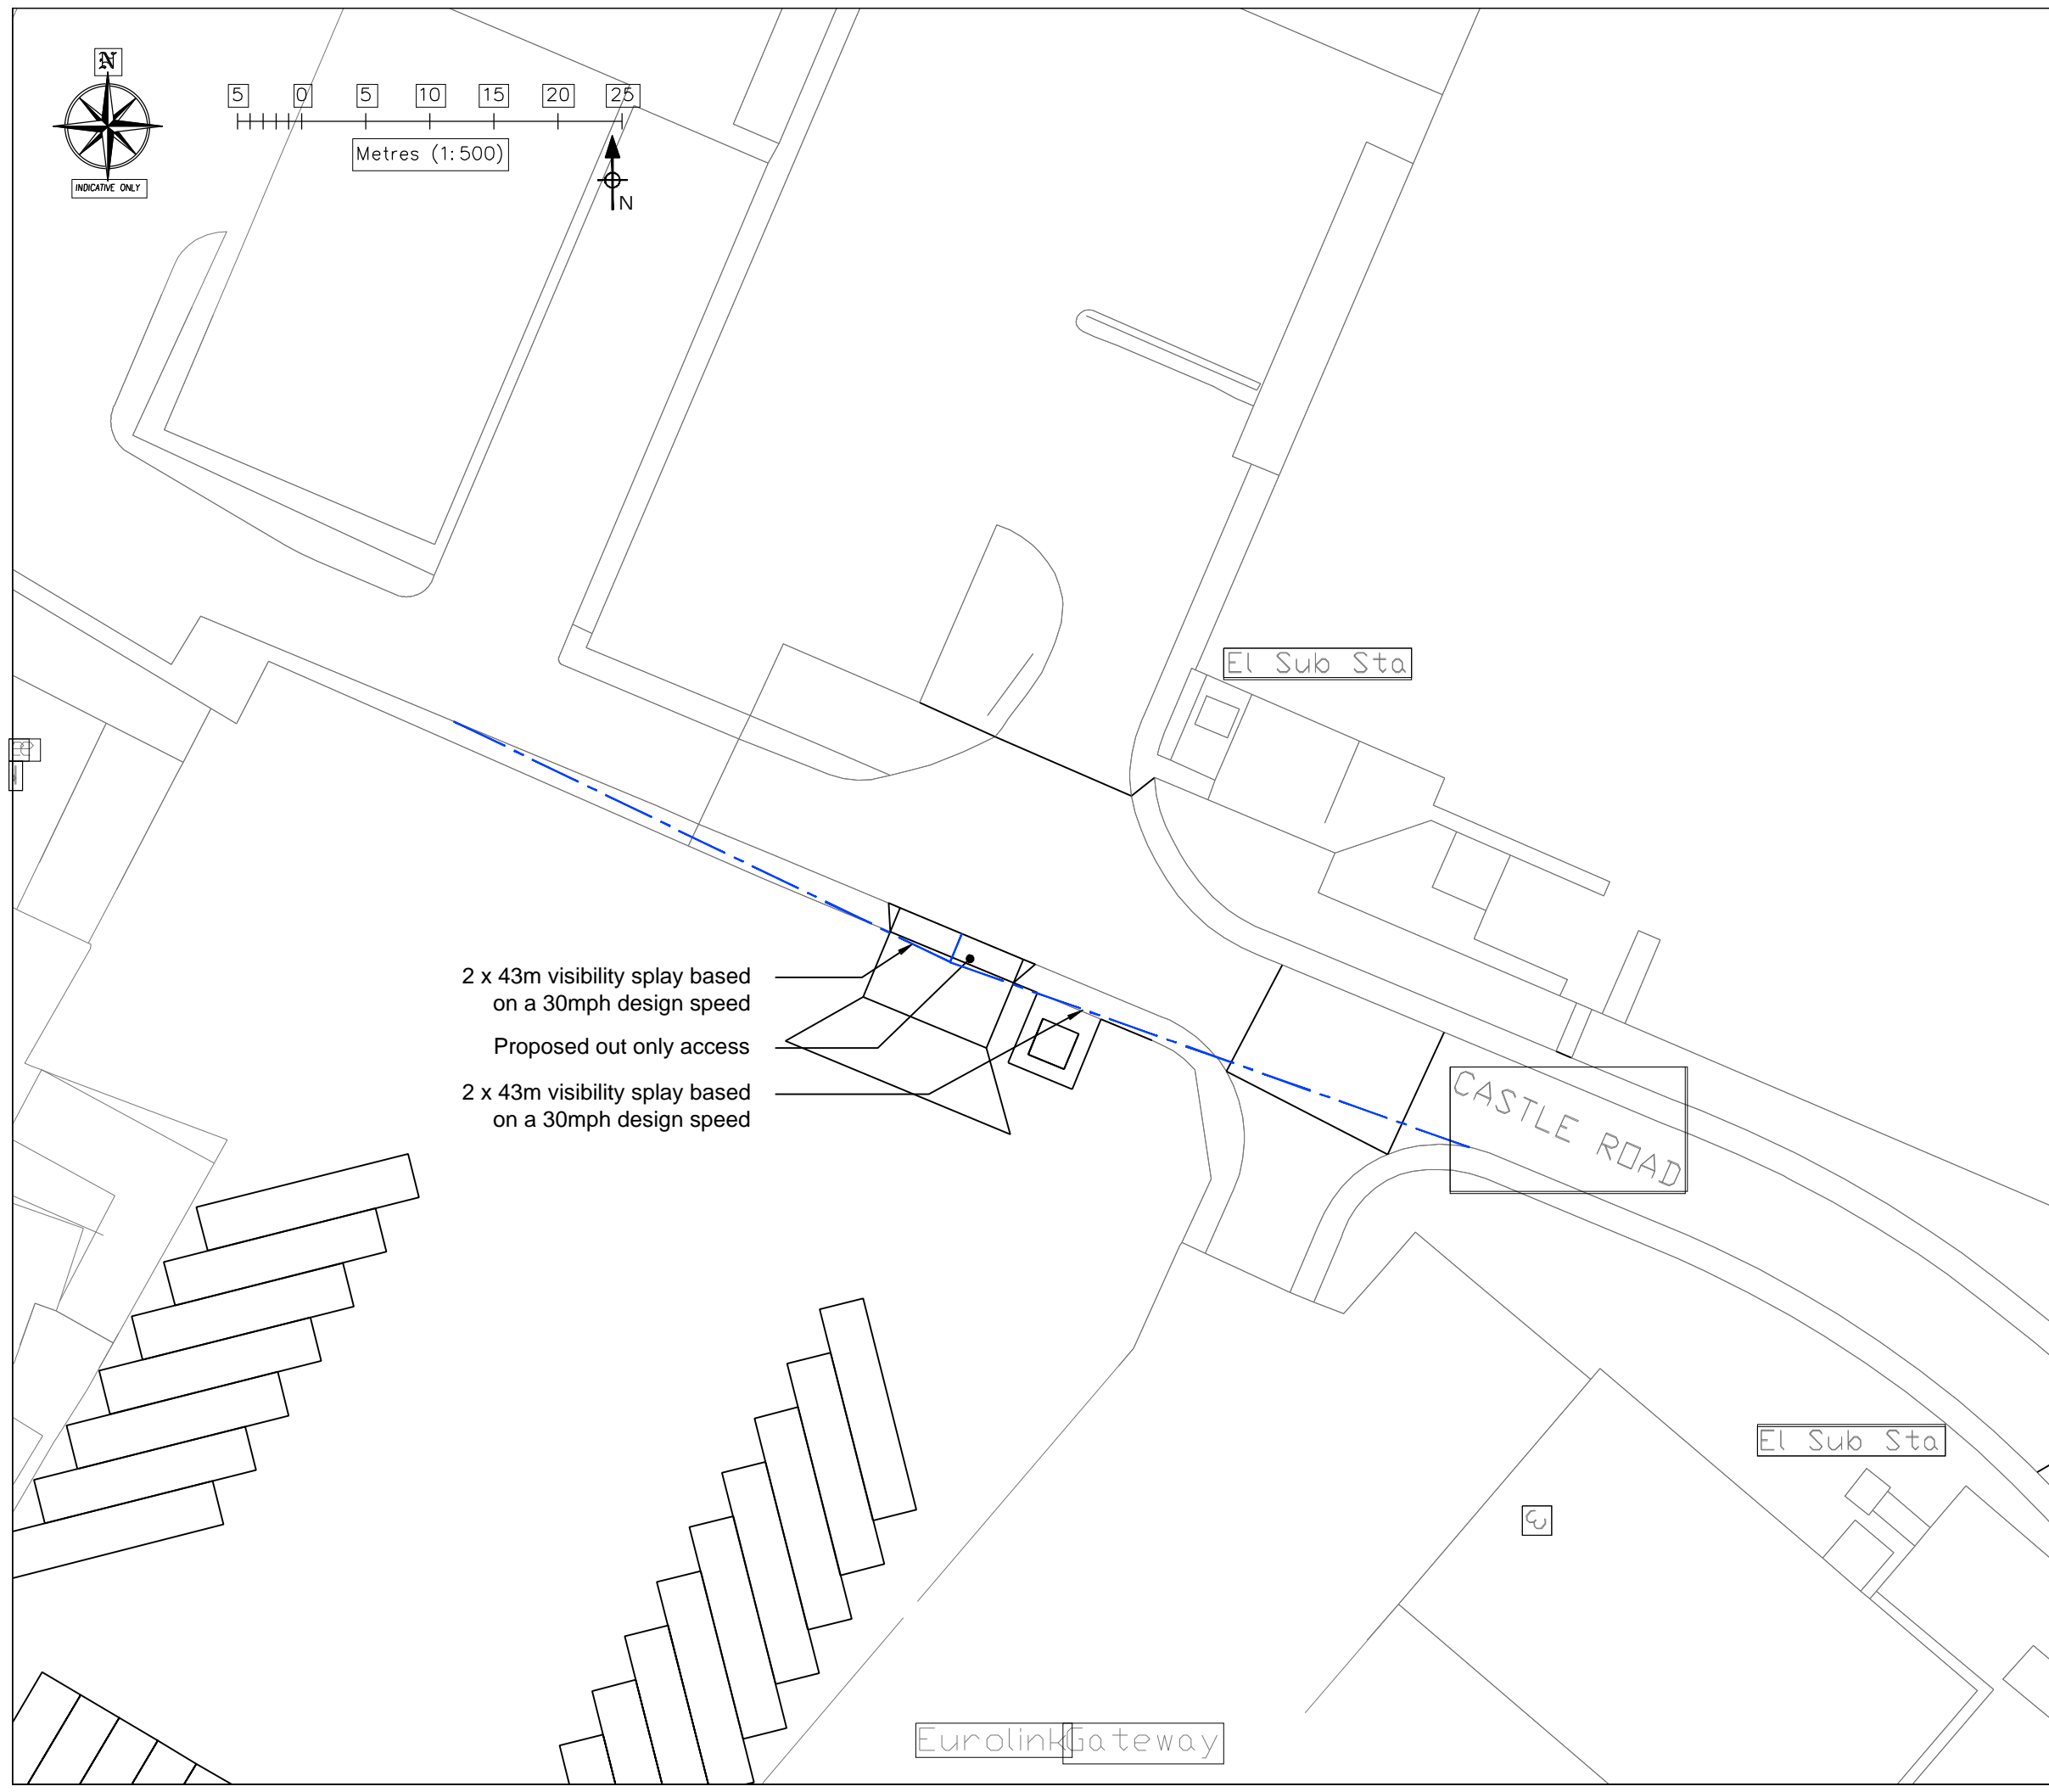 N
5 0 5 10 15 20 25
Metres (1:500)
INDICATIVE ONLY
N
El Sub Sta
2 x 43m visibility splay based
on a 30mph design speed
Proposed out only access
2 x 43m visibility splay based
on a 30mph design speed
CASTLE ROAD
El Sub Sta
Eurolink Gateway